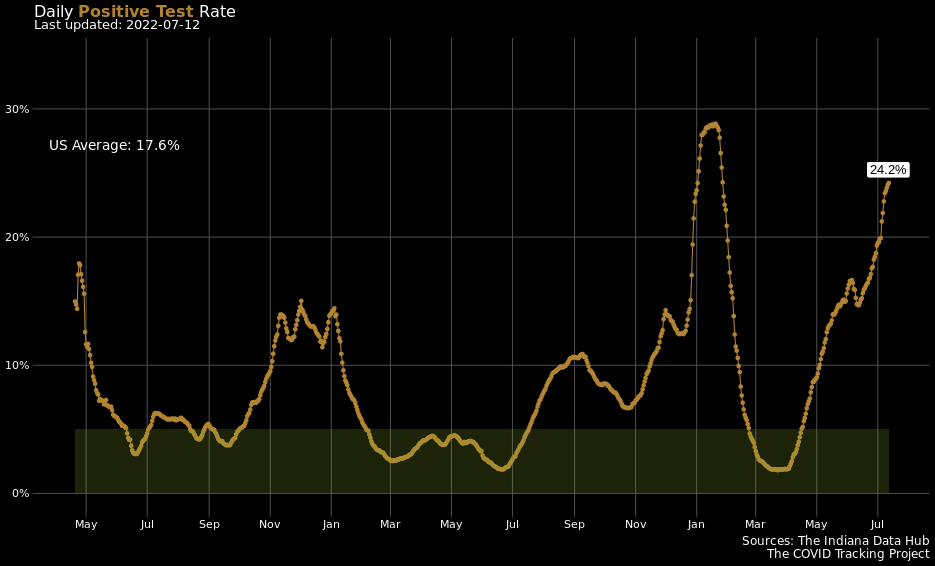 Daily Positive Test Rate
Last updated: 2022-07-12
30%
US Average: 17.6%
24.2%
20%
10%
0%
May Jul Sep Nov Jan Mar May Jul Sep Nov Jan Mar May Jul
Sources: The Indiana Data Hub
The COVID Tracking Project